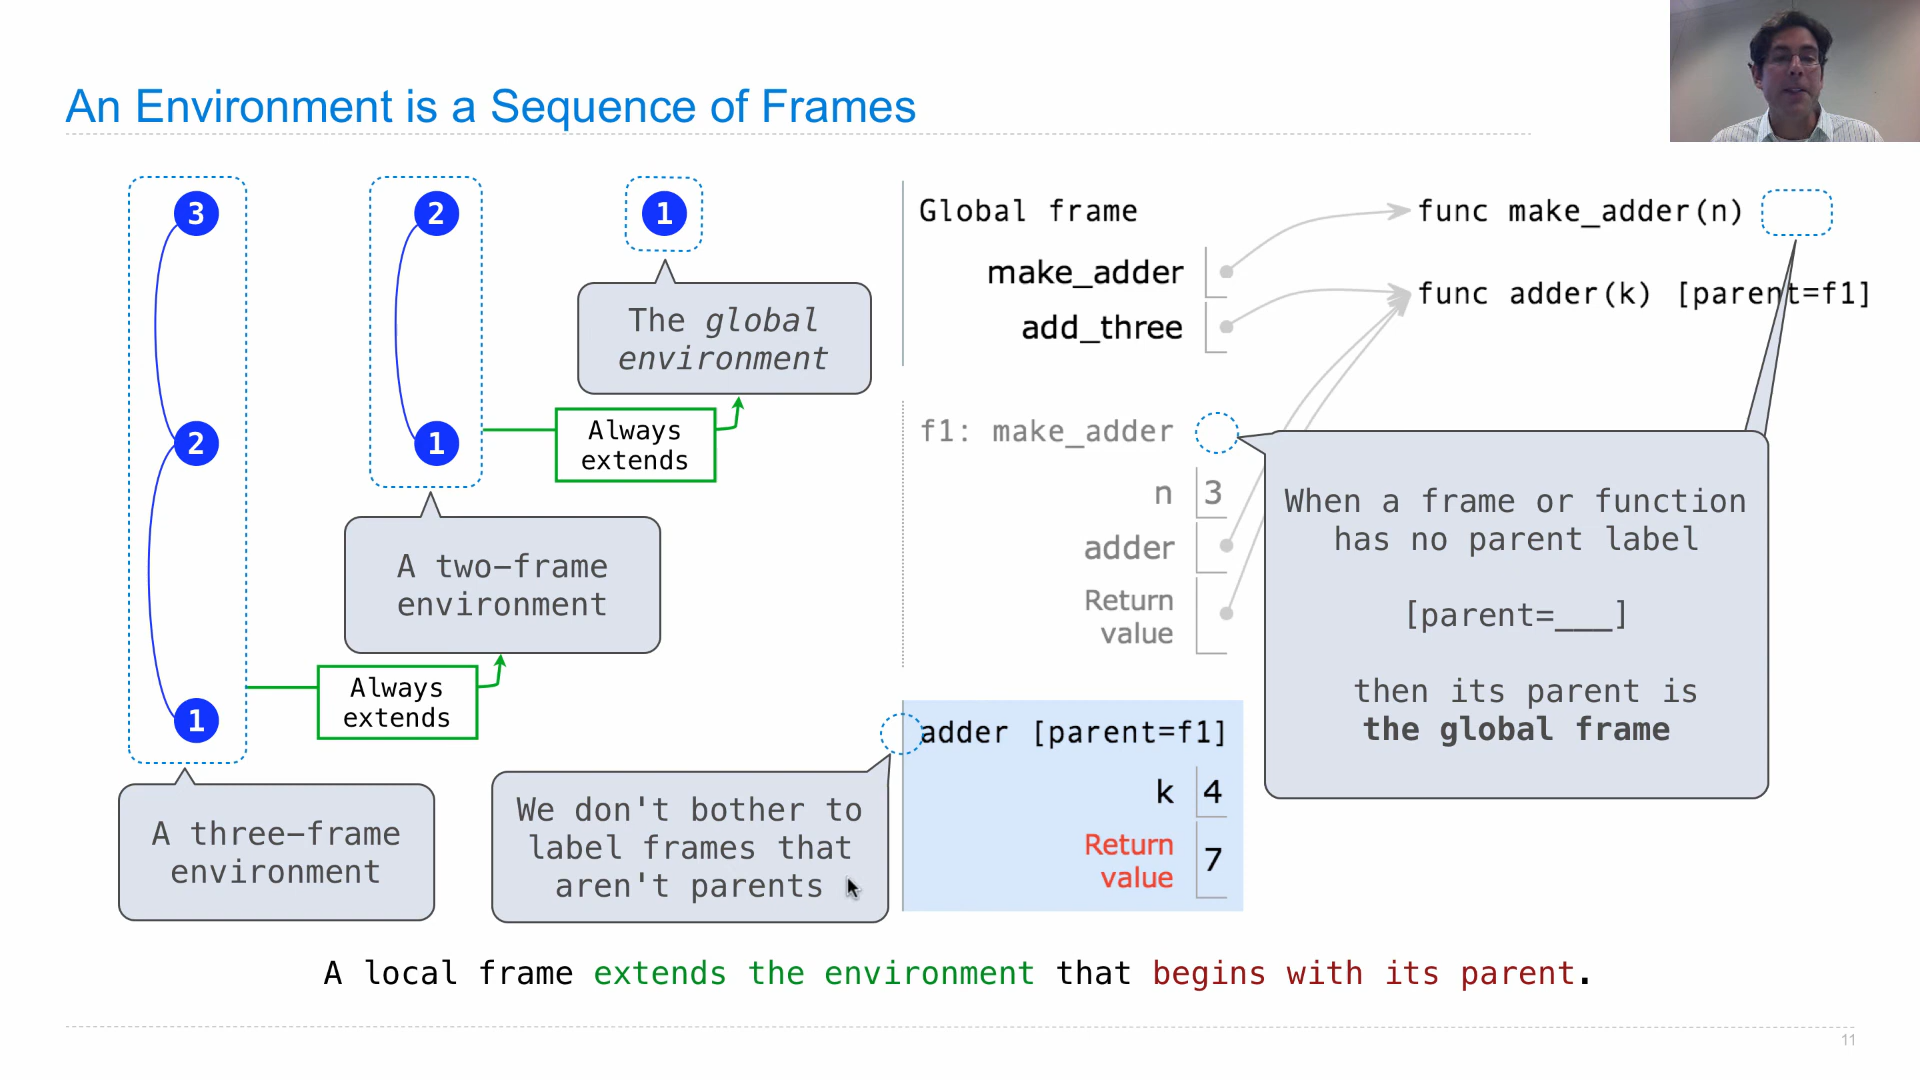 An Environment is a Sequence of Frames
3
2
1
2
1
1
The global
environment
Always
extends
A two-frame
environment
Always
extends
A three-frame
environment
We don't bother to
label frames that
aren't parents
Global frame
make_adder
add_three
func make_adder(n)
func adder(k) [parent=f1]
f1: make_adder
n 3
adder
Return
value
adder [parent=f1]
k 4
Return
value 7
When a frame or function
has no parent label
[parent=___]
then its parent is
the global frame
A local frame extends the environment that begins with its parent.
11